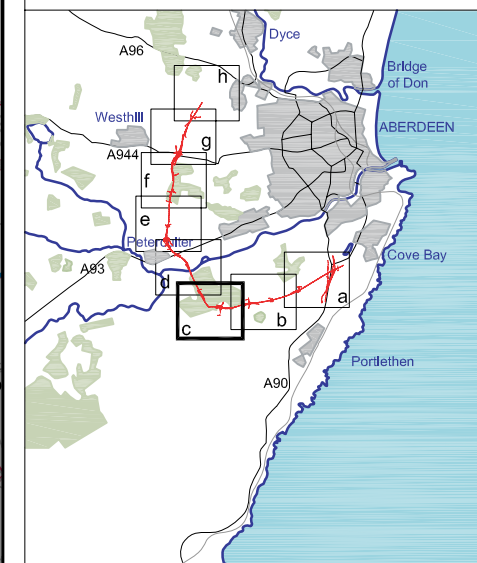 Dyce
A96
Bridge
of Don
h
Westhill
ABERDEEN
g
A944
f
e
Peterculter
Cove Bay
A93
d
a
b
c
Portlethen
A90